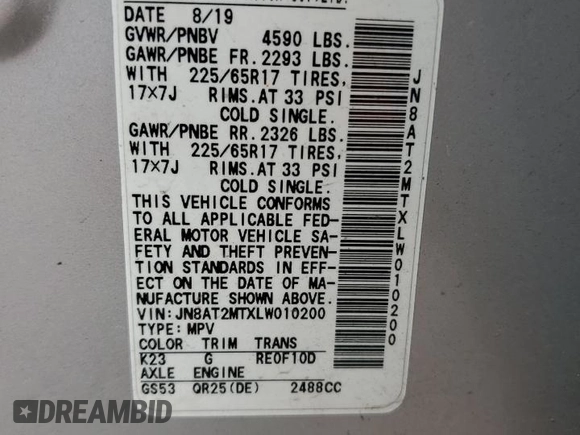 DATE 8/19
GVWR/PNBV 4590 LBS.
GAWR/PNBE FR. 2293 LBS.
WITH 225/65R17 TIRES,
17×7J RIMS. AT 33 PSI
COLD SINGLE.
GAWR/PNBE RR. 2326 LBS.
WITH 225/65R17 TIRES,
17×7J RIMS. AT 33 PSI
COLD SINGLE.
THIS VEHICLE CONFORMS
TO ALL APPLICABLE FED-
ERAL MOTOR VEHICLE SA-
FETY AND THEFT PREVEN-
TION STANDARDS IN EFF-
ECT ON THE DATE OF MA-
NUFACTURE SHOWN ABOVE.
VIN: JN8AT2MTXLW010200
TYPE: MPV
COLOR TRIM TRANS
K23 G RE0F10D
AXLE ENGINE
GS53 QR25(DE) 2488CC
JN8AT2MTXLW010200
DREAMBID